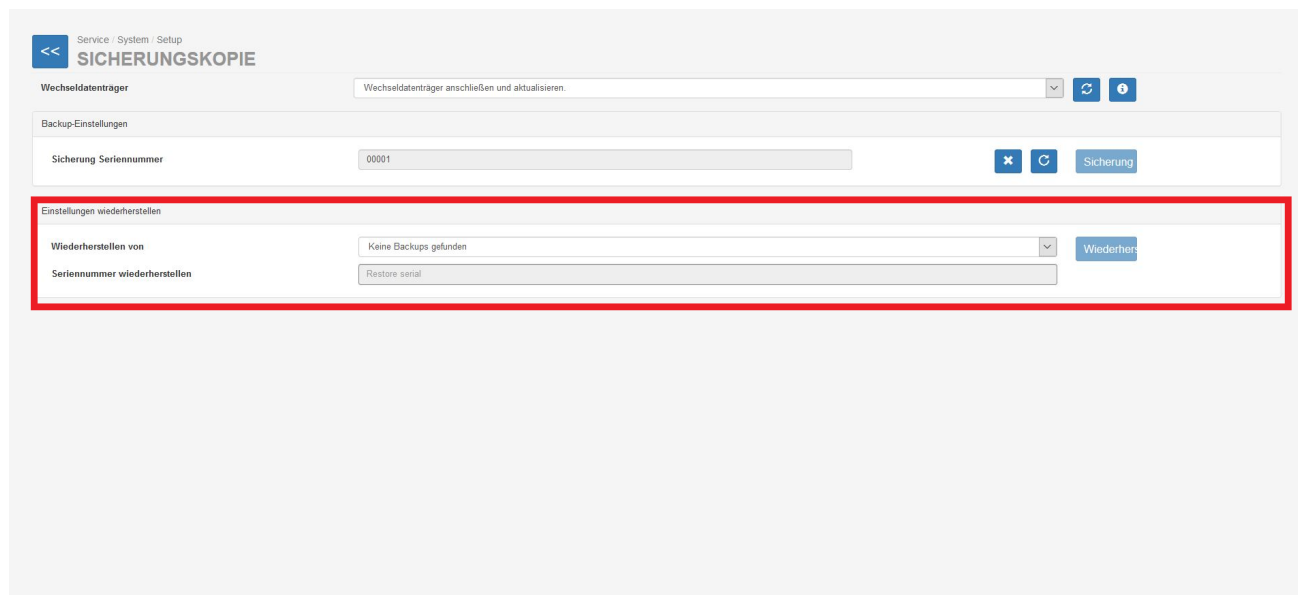 <<
Service / System / Setup
SICHERUNGSKOPIE
Wechseldatenträger
Wechseldatenträger anschließen und aktualisieren.
Backup-Einstellungen
Sicherung Seriennummer
00001
Sicherung
Einstellungen wiederherstellen
Wiederherstellen von
Keine Backups gefunden
Wiederhers
Seriennummer wiederherstellen
Restore serial